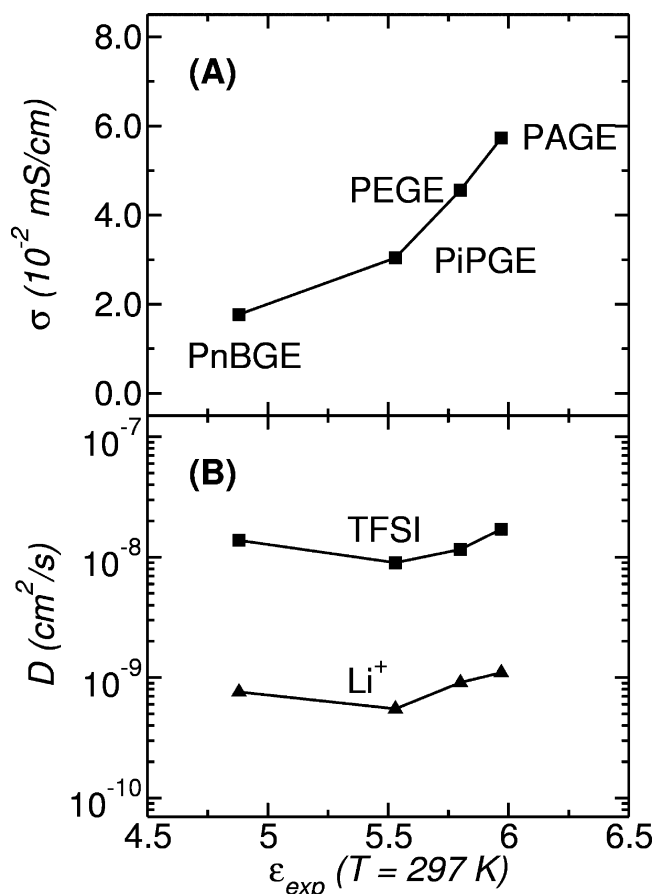 8.0
(A)
PAGE
6.0
PEGE
4.0
PiPGE
2.0
PnBGE
0.0
σ (10⁻² mS/cm)
10⁻⁷
(B)
TFSI
10⁻⁸
Li⁺
10⁻⁹
10⁻¹⁰
D (cm²/s)
4.5 5 5.5 6 6.5
ε_exp (T = 297 K)